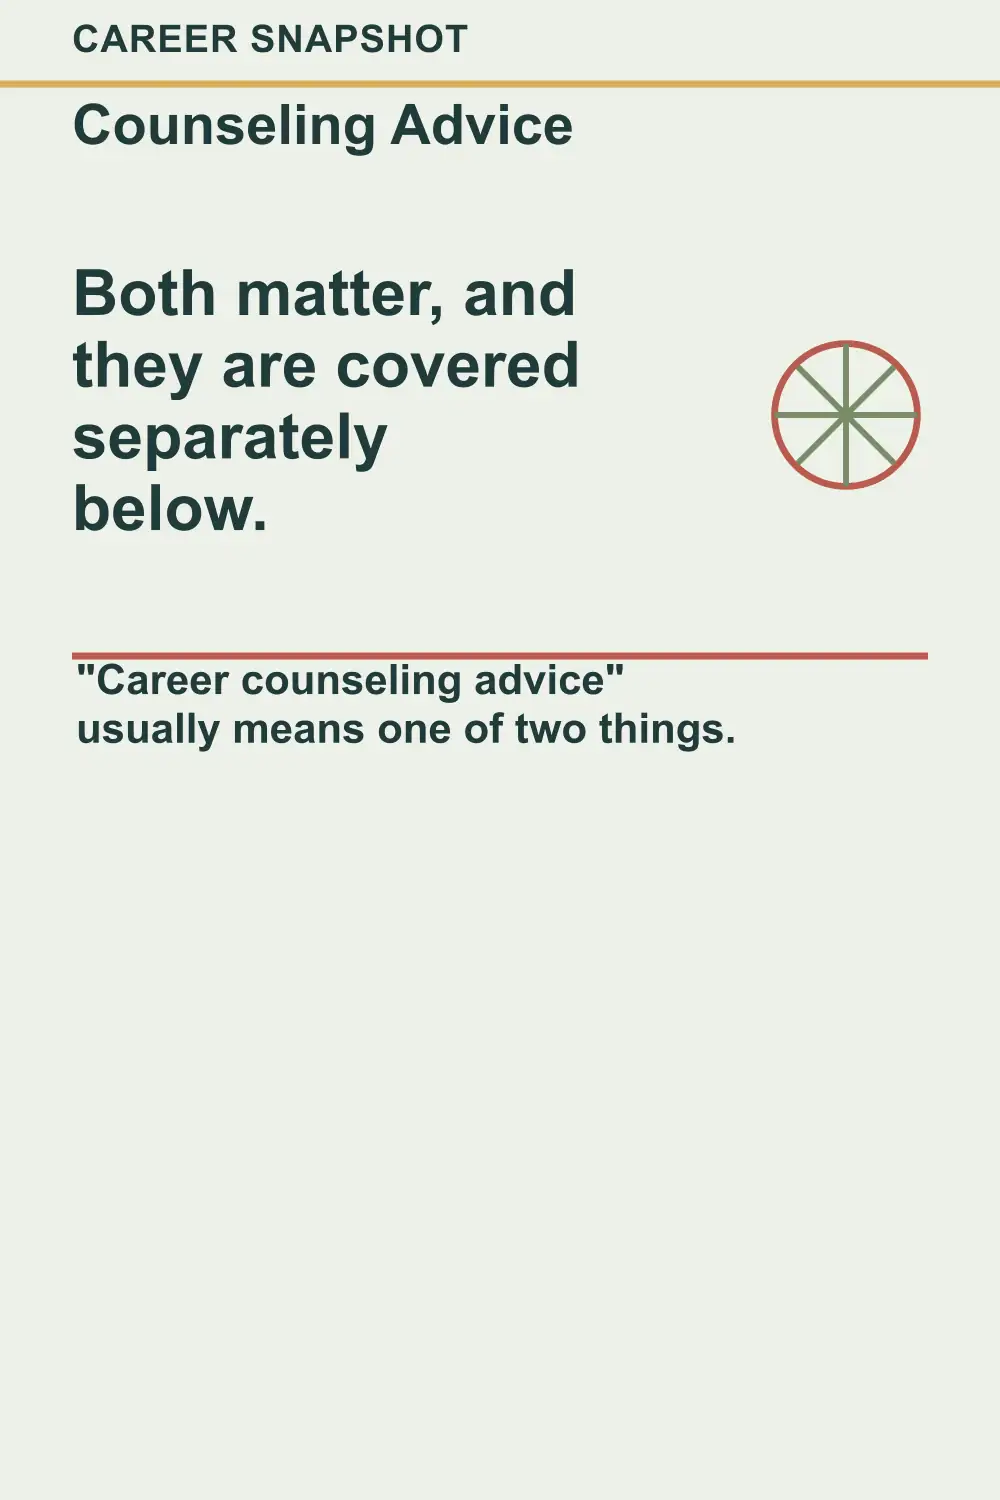 CAREER SNAPSHOT
Counseling Advice
Both matter, and
they are covered
separately
below.
"Career counseling advice"
usually means one of two things.